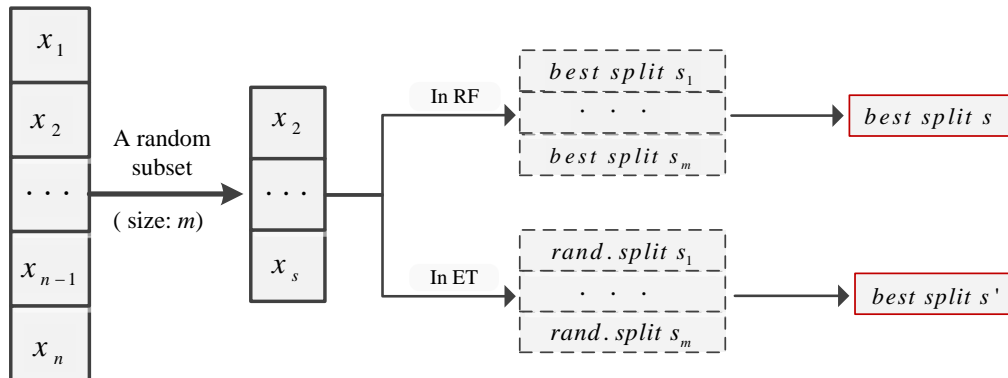 x₁
x₂
· · ·
xₙ₋₁
xₙ
A random
subset
( size: m)
x₂
· · ·
xₛ
In RF
best split s₁
· · ·
best split sₘ
best split s
In ET
rand. split s₁
· · ·
rand. split sₘ
best split s'